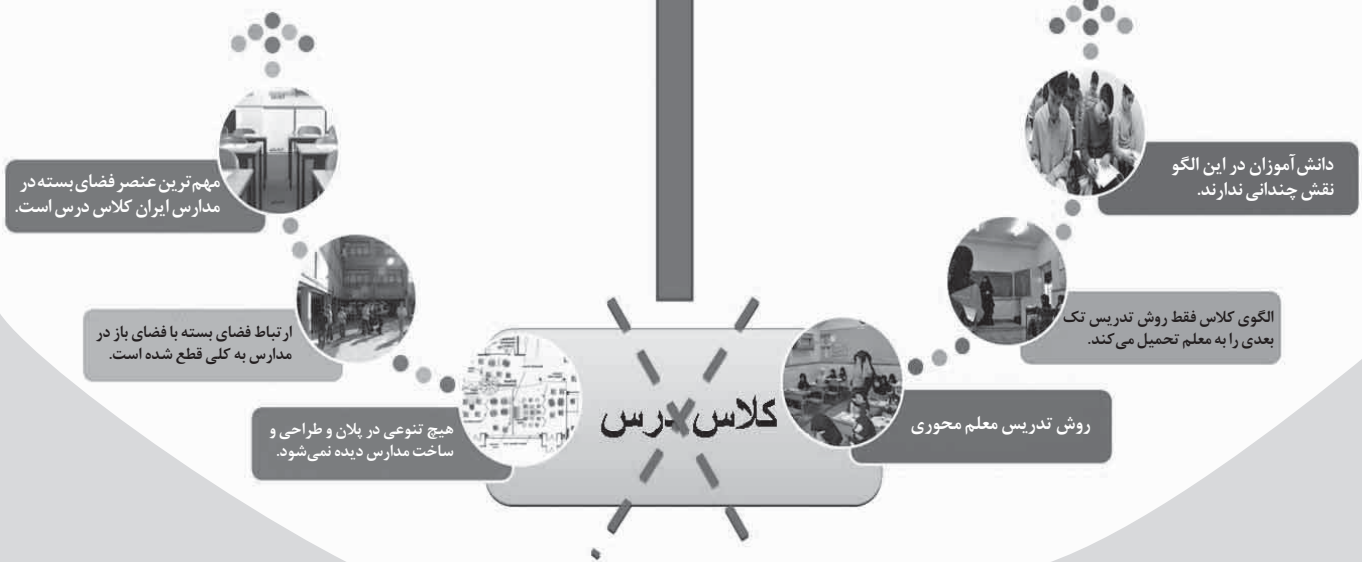 دانش‌آموزان در این الگو
نقش چندانی ندارند.
الگوی کلاس فقط روش تدریس تک
بعدی را به معلم تحمیل می‌کند.
روش تدریس معلم محوری
کلاس درس
مهم‌ترین عنصر فضای بسته در
مدارس ایران کلاس درس است.
ارتباط فضای بسته با فضای باز در
مدارس به کلی قطع شده است.
هیچ تنوعی در پلان و طراحی و
ساخت مدارس دیده نمی‌شود.